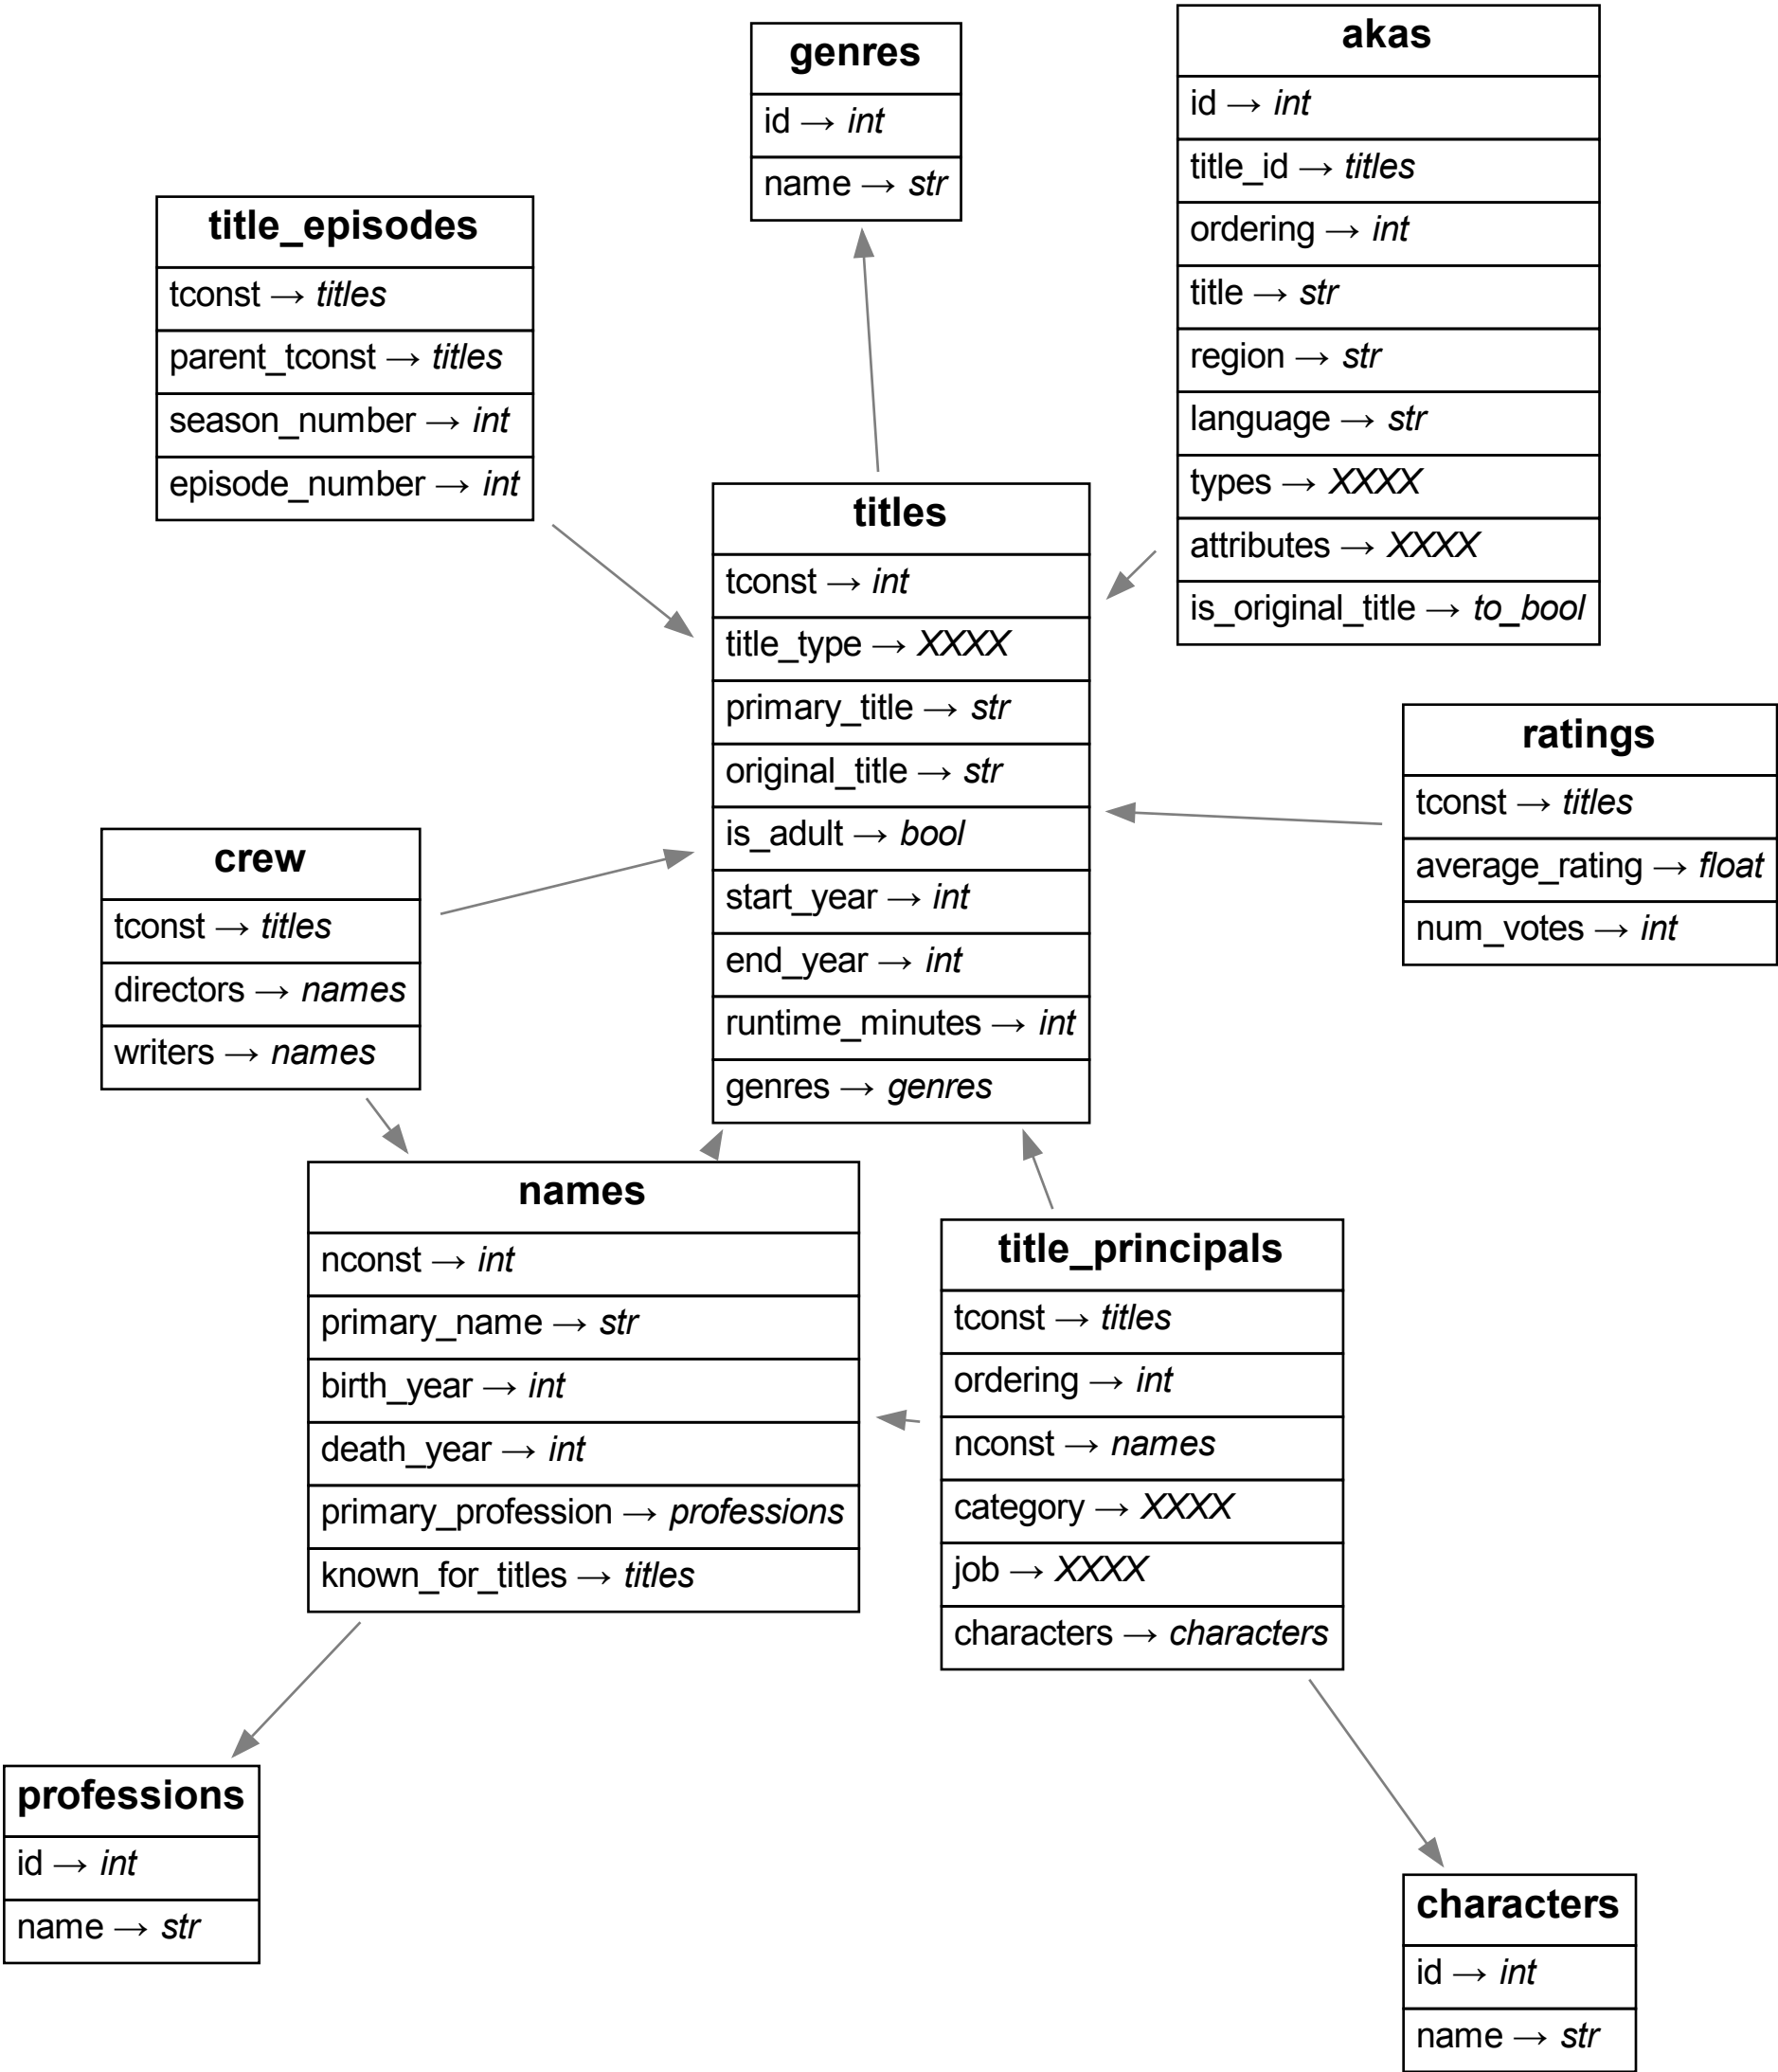 genres
id → int
name → str
akas
id → int
title_id → titles
ordering → int
title → str
region → str
language → str
types → XXXX
attributes → XXXX
is_original_title → to_bool
title_episodes
tconst → titles
parent_tconst → titles
season_number → int
episode_number → int
titles
tconst → int
title_type → XXXX
primary_title → str
original_title → str
is_adult → bool
start_year → int
end_year → int
runtime_minutes → int
genres → genres
ratings
tconst → titles
average_rating → float
num_votes → int
crew
tconst → titles
directors → names
writers → names
names
nconst → int
primary_name → str
birth_year → int
death_year → int
primary_profession → professions
known_for_titles → titles
title_principals
tconst → titles
ordering → int
nconst → names
category → XXXX
job → XXXX
characters → characters
professions
id → int
name → str
characters
id → int
name → str